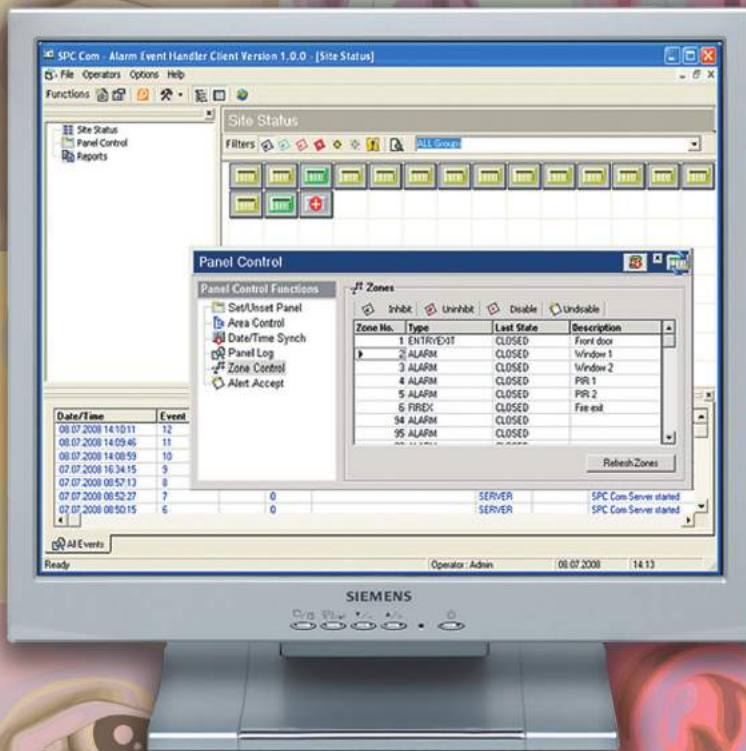 SPC Com - Alarm Event Handler Client Version 1.0.0 - [Site Status]
File Operators Options Help
Functions
Site Status
Panel Control
Reports
Site Status
Filters ALL Groups
Panel Control
Panel Control Functions
Set/Unset Panel
Area Control
Date/Time Synch
Panel Log
Zone Control
Alert Accept
Zones
Inhibit Uninhibit Disable Undisable
Zone No. Type Last State Description
1 ENTRYEXIT CLOSED Front door
2 ALARM CLOSED Window 1
3 ALARM CLOSED Window 2
4 ALARM CLOSED PIR 1
5 ALARM CLOSED PIR 2
6 FIREX CLOSED Fire exit
94 ALARM CLOSED
95 ALARM CLOSED
Refresh Zones
Date/Time Event
08.07.2008 14:10:11 12
08.07.2008 14:09:46 11
08.07.2008 14:08:59 10
07.07.2008 16:34:15 9
07.07.2008 08:57:13 8
07.07.2008 08:52:27 7 0 SERVER SPC Com Server started
07.07.2008 08:50:15 6 0 SERVER SPC Com Server started
All Events
Ready Operator: Admin 08.07.2008 14:13
SIEMENS